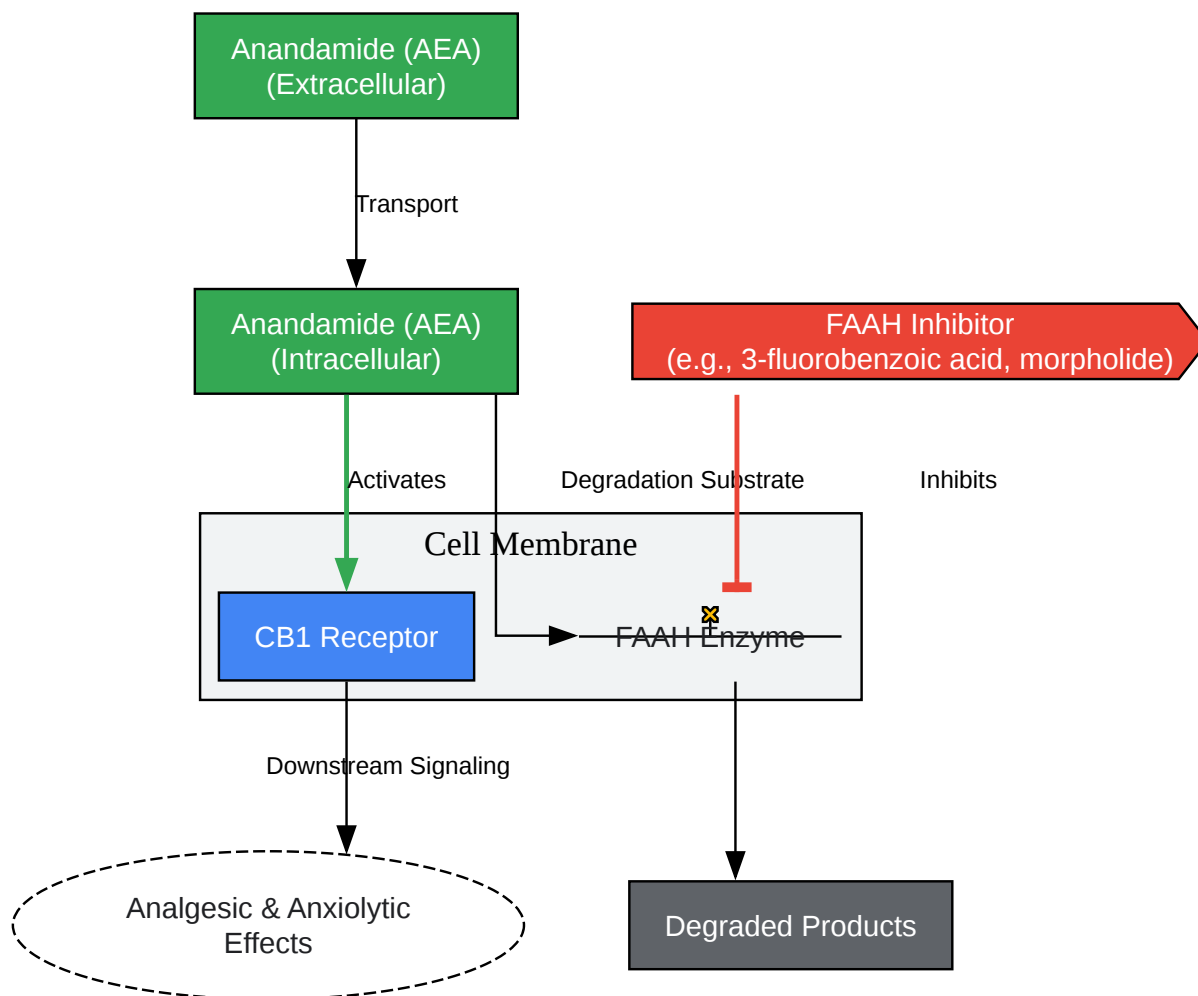 Anandamide (AEA)
(Extracellular)
Transport
Anandamide (AEA)
(Intracellular)
FAAH Inhibitor
(e.g., 3-fluorobenzoic acid, morpholide)
Activates
Degradation Substrate
Inhibits
Cell Membrane
CB1 Receptor
FAAH Enzyme
Downstream Signaling
Analgesic & Anxiolytic
Effects
Degraded Products